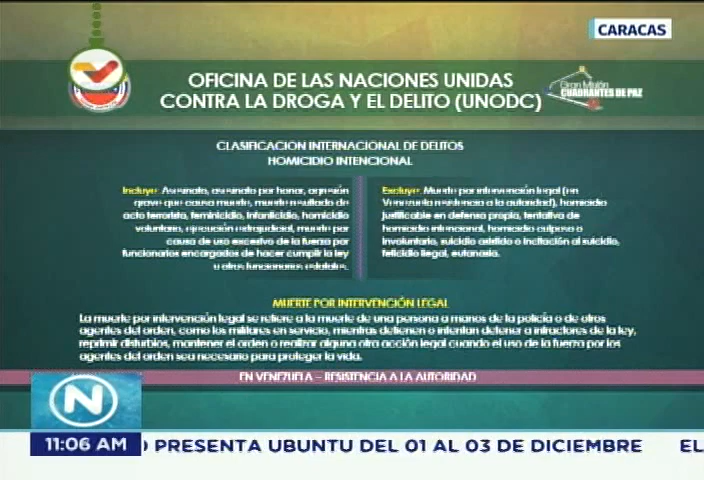 CARACAS
OFICINA DE LAS NACIONES UNIDAS
CONTRA LA DROGA Y EL DELITO (UNODC)
Gran Misión
CUADRANTES DE PAZ
CLASIFICACION INTERNACIONAL DE DELITOS
HOMICIDIO INTENCIONAL
Incluye: Asesinato, asesinato por honor, agresión
grave que causa muerte, muerte resultado de
acto terrorista, feminicidio, infanticidio, homicidio
voluntario, ejecución extrajudicial, muerte por
causa de uso excesivo de la fuerza por
funcionarios encargados de hacer cumplir la ley
u otros funcionarios estatales.
Excluye: Muerte por intervención legal (en
Venezuela resistencia a la autoridad), homicidio
justificable en defensa propia, tentativa de
homicidio intencional, homicidio culposo o
involuntario, suicidio asistido o incitación al suicidio,
feticidio ilegal, eutanasia.
MUERTE POR INTERVENCIÓN LEGAL
La muerte por intervención legal se refiere a la muerte de una persona a manos de la policía o de otros
agentes del orden, como los militares en servicio, mientras detienen o intentan detener a infractores de la ley,
reprimir disturbios, mantener el orden o realizar alguna otra acción legal cuando el uso de la fuerza por los
agentes del orden sea necesario para proteger la vida.
EN VENEZUELA – RESISTENCIA A LA AUTORIDAD
N
11:06 AM O PRESENTA UBUNTU DEL 01 AL 03 DE DICIEMBRE EL